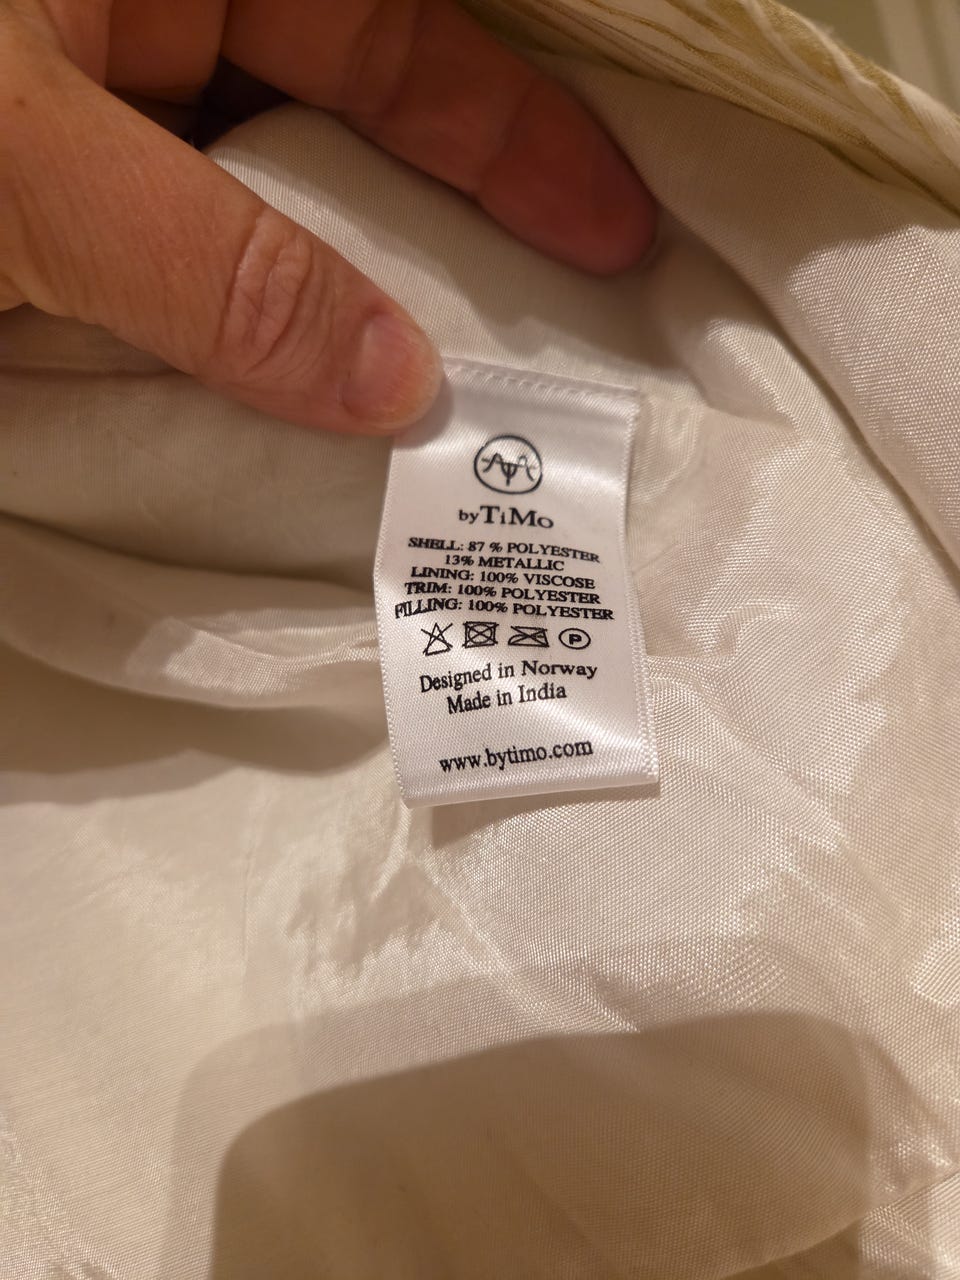 byTiMo
SHELL: 87 % POLYESTER
13% METALLIC
LINING: 100% VISCOSE
TRIM: 100% POLYESTER
FILLING: 100% POLYESTER
P
Designed in Norway
Made in India
www.bytimo.com